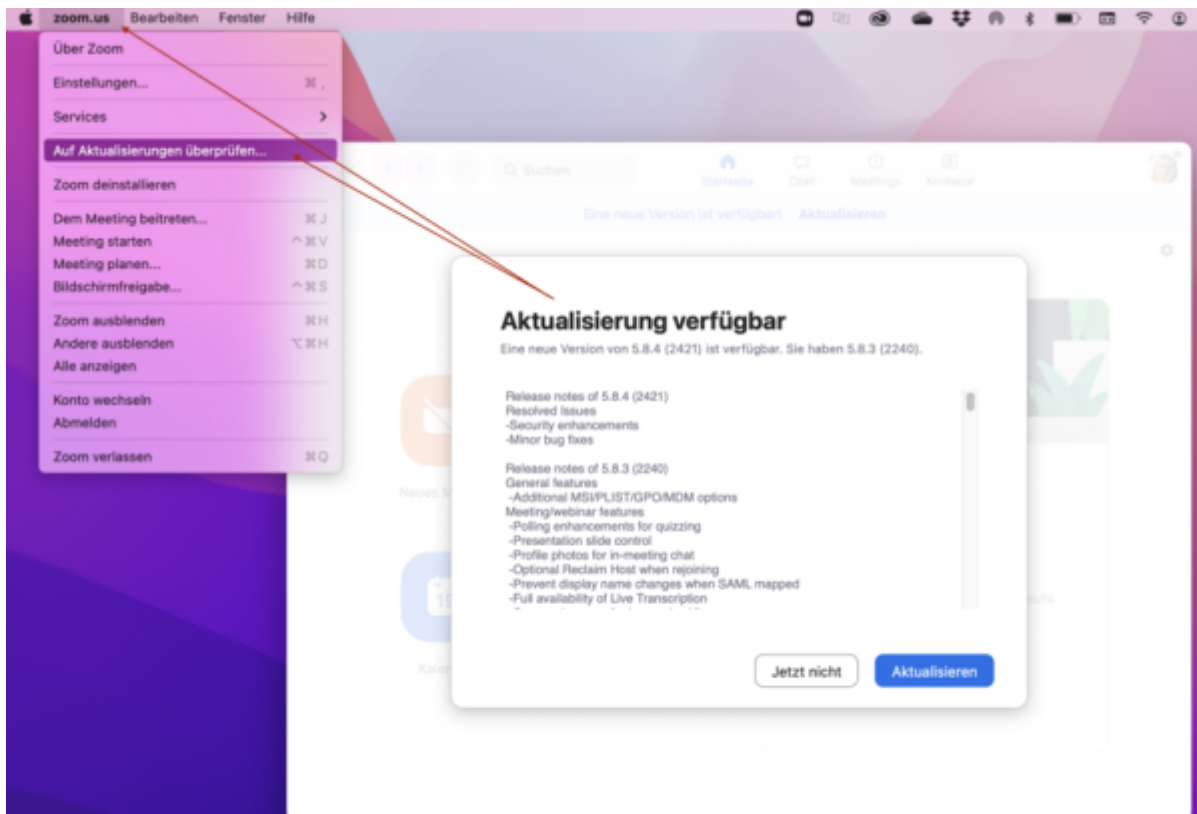 zoom.us Bearbeiten Fenster Hilfe
Über Zoom
Einstellungen... ⌘ ,
Services >
Auf Aktualisierungen überprüfen...
Zoom deinstallieren
Dem Meeting beitreten... ⌘ J
Meeting starten ^ ⌘ V
Meeting planen... ⌘ D
Bildschirmfreigabe... ^ ⌘ S
Zoom ausblenden ⌘ H
Andere ausblenden ⌥ ⌘ H
Alle anzeigen
Konto wechseln
Abmelden
Zoom verlassen ⌘ Q
Suchen
Startseite Chat Meetings Kontakte
Eine neue Version ist verfügbar! Aktualisieren
Neues
19
Aktualisierung verfügbar
Eine neue Version von 5.8.4 (2421) ist verfügbar. Sie haben 5.8.3 (2240).
Release notes of 5.8.4 (2421)
Resolved Issues
-Security enhancements
-Minor bug fixes
Release notes of 5.8.3 (2240)
General features
-Additional MSI/PLIST/GPO/MDM options
Meeting/webinar features
-Polling enhancements for quizzing
-Presentation slide control
-Profile photos for in-meeting chat
-Optional Reclaim Host when rejoining
-Prevent display name changes when SAML mapped
-Full availability of Live Transcription
Jetzt nicht Aktualisieren